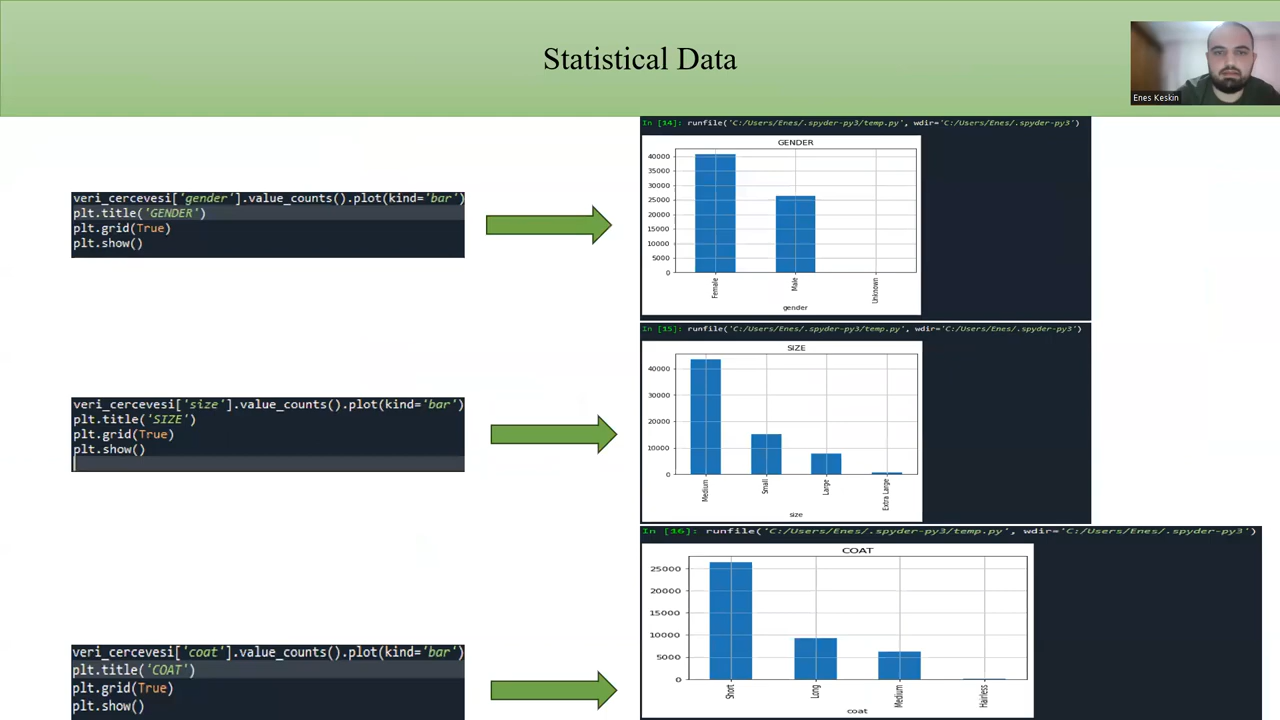 Statistical Data
Enes Keskin
veri_cercevesi['gender'].value_counts().plot(kind='bar')
plt.title('GENDER')
plt.grid(True)
plt.show()
In [14]: runfile('C:/Users/Enes/.spyder-py3/temp.py', wdir='C:/Users/Enes/.spyder-py3')
GENDER
40000
35000
30000
25000
20000
15000
10000
5000
0
Female
Male
Unknown
gender
veri_cercevesi['size'].value_counts().plot(kind='bar')
plt.title('SIZE')
plt.grid(True)
plt.show()
In [15]: runfile('C:/Users/Enes/.spyder-py3/temp.py', wdir='C:/Users/Enes/.spyder-py3')
SIZE
40000
30000
20000
10000
0
Medium
Small
Large
Extra Large
size
veri_cercevesi['coat'].value_counts().plot(kind='bar')
plt.title('COAT')
plt.grid(True)
plt.show()
In [16]: runfile('C:/Users/Enes/.spyder-py3/temp.py', wdir='C:/Users/Enes/.spyder-py3')
COAT
25000
20000
15000
10000
5000
0
Short
Long
Medium
Hairless
coat